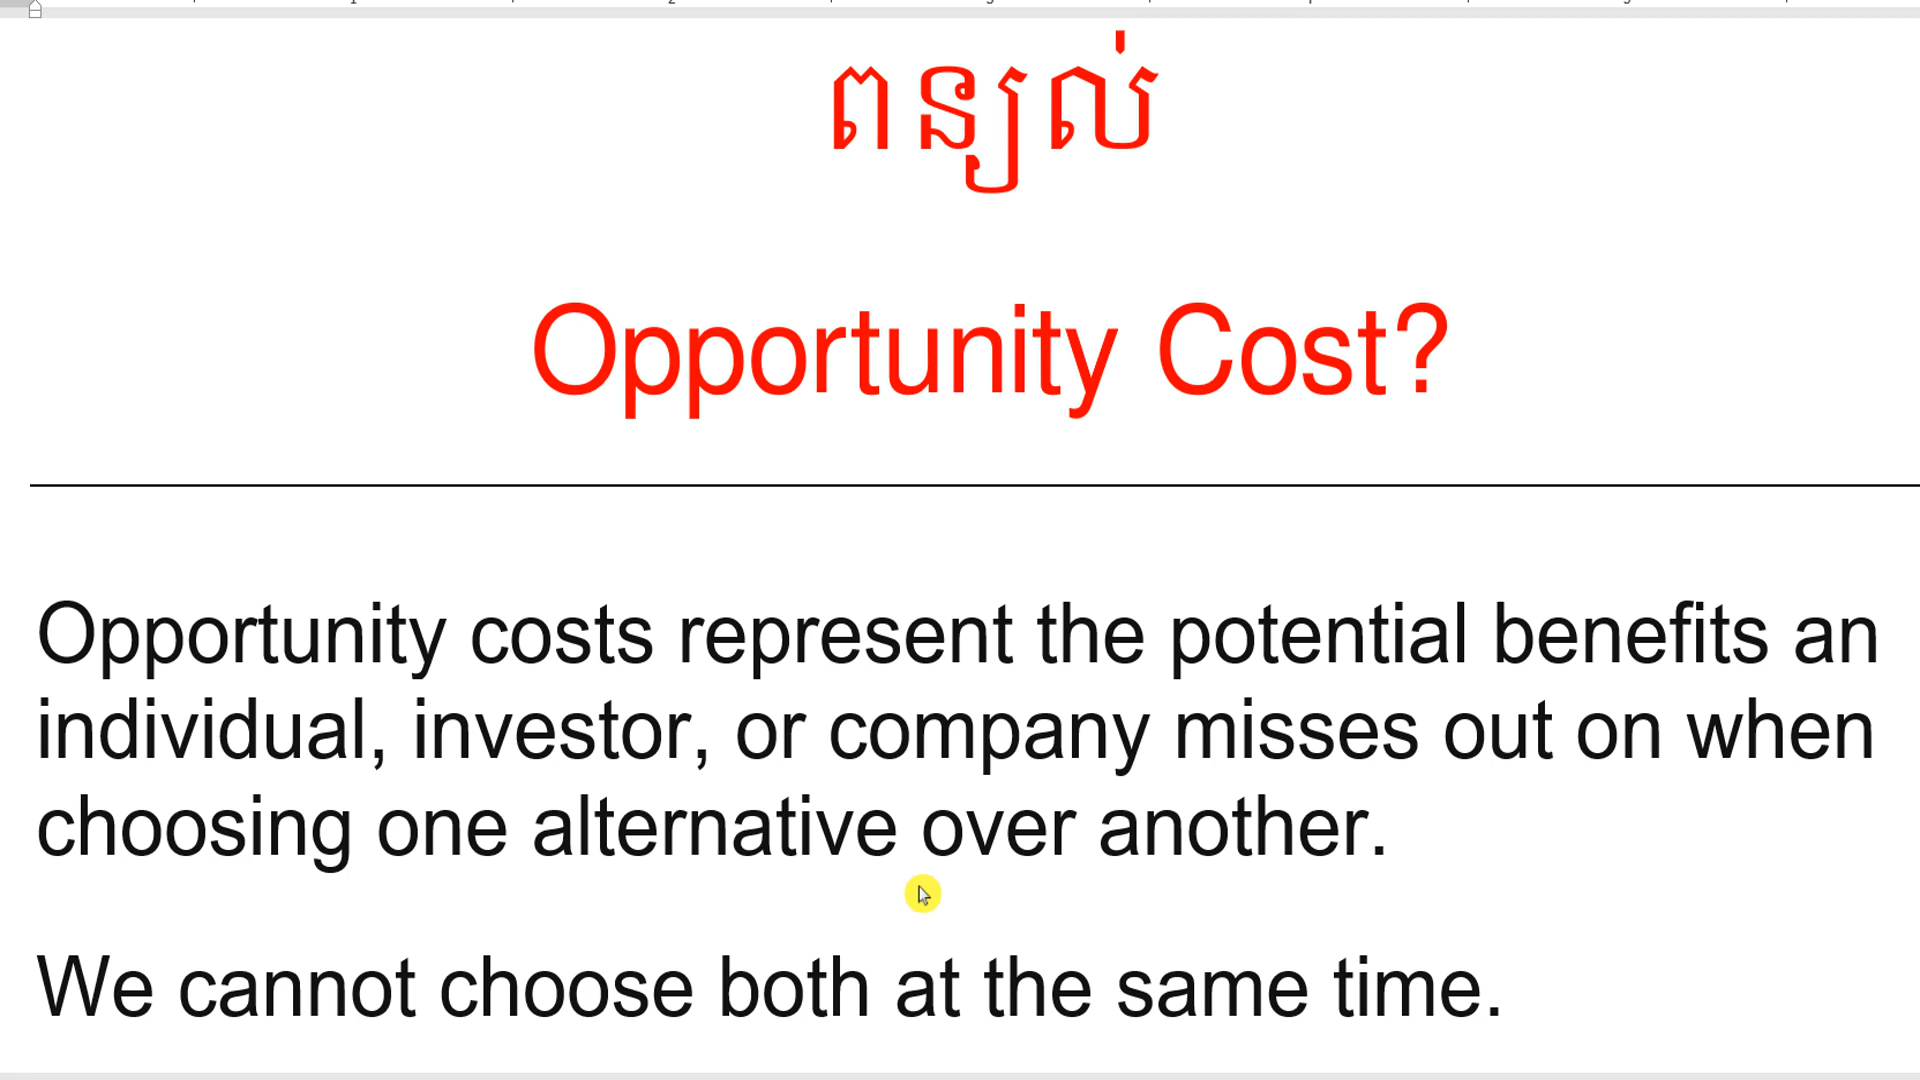 ពន្យល់
Opportunity Cost?
Opportunity costs represent the potential benefits an
individual, investor, or company misses out on when
choosing one alternative over another.
We cannot choose both at the same time.